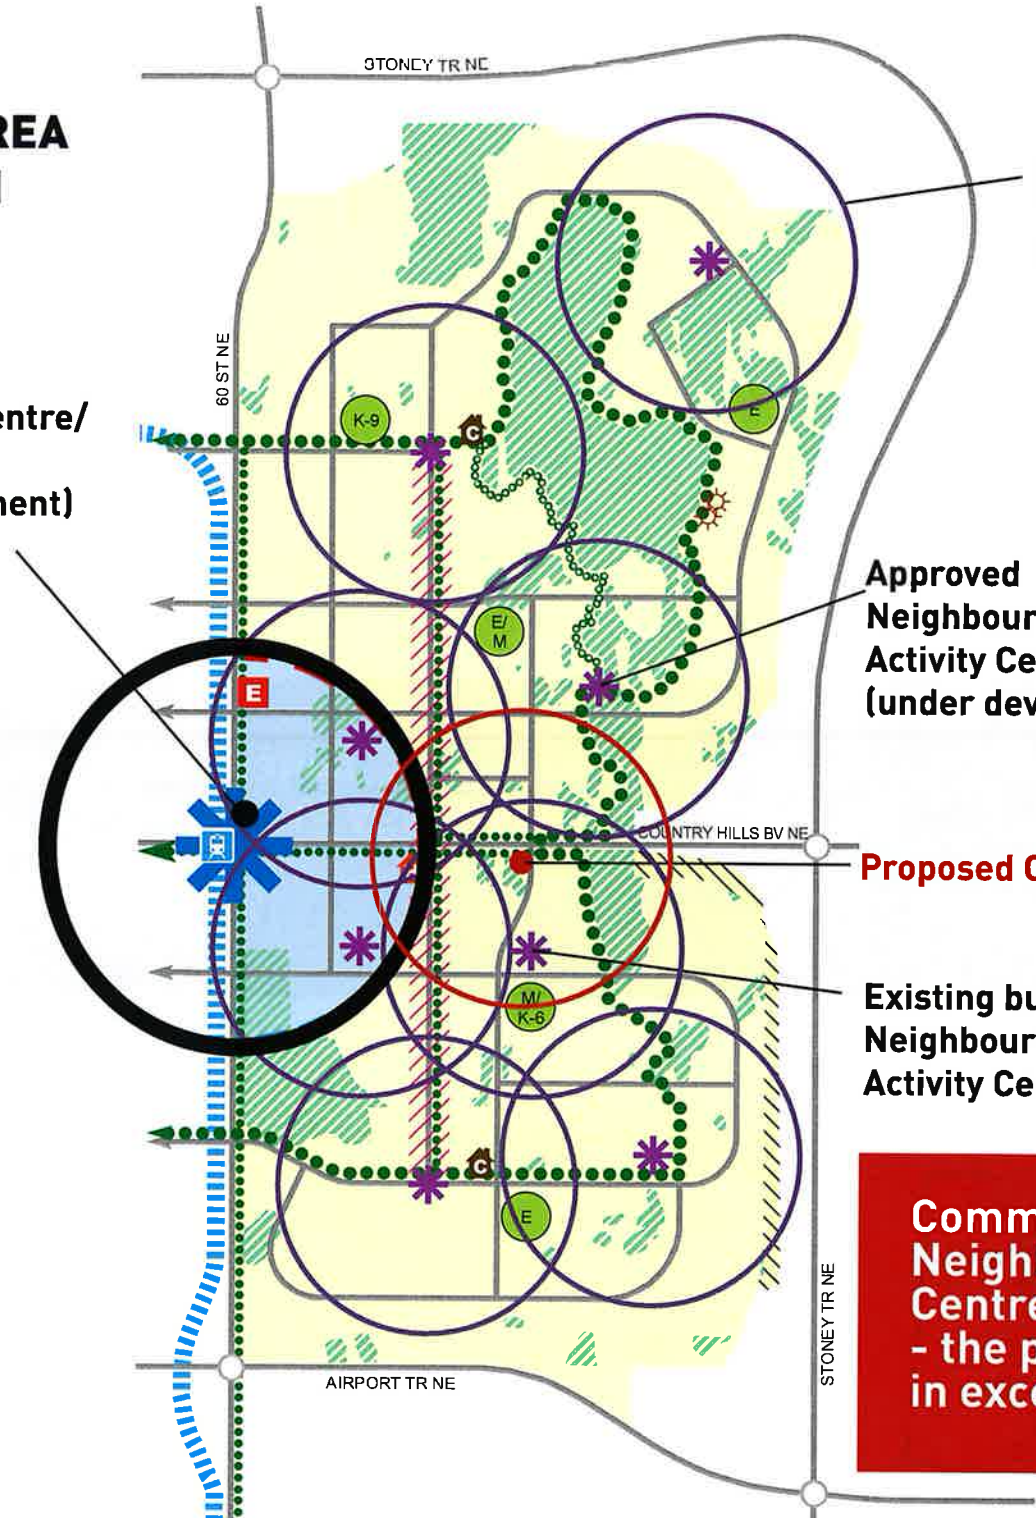 STONEY TR NE
REA
60 ST NE
entre/
K-9
C
E
nent)
Approved
Neighbour
Activity Ce
(under dev
E/
M
E
COUNTRY HILLS BV NE
Proposed C
Existing bu
Neighbour
Activity Ce
M/
K-6
C
E
Comm
Neigh
Centre
- the p
in exce
STONEY TR NE
AIRPORT TR NE